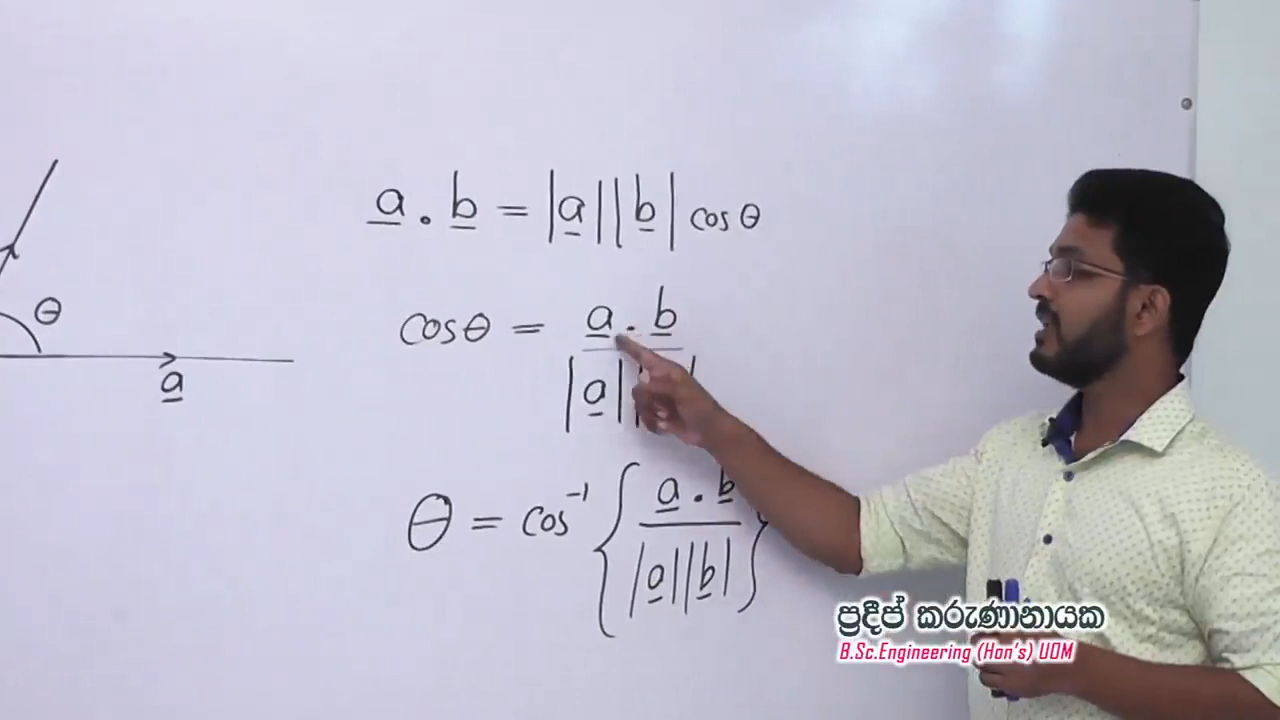 a . b = |a||b| cos θ
θ
cos θ = a . b
|a|
a
θ = cos⁻¹ { a . b
|a||b| }
ප්‍රදීප් කරුණානායක
B.Sc.Engineering (Hon's) UOM